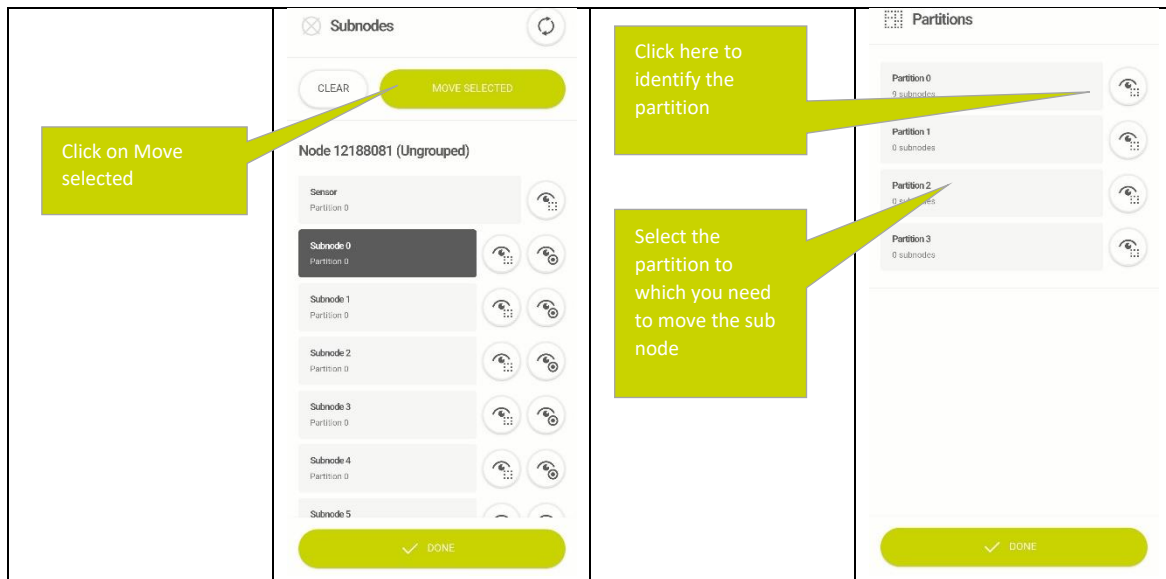 Click on Move
selected
Subnodes
CLEAR
MOVE SELECTED
Node 12188081 (Ungrouped)
Sensor
Partition 0
Subnode 0
Partition 0
Subnode 1
Partition 0
Subnode 2
Partition 0
Subnode 3
Partition 0
Subnode 4
Partition 0
Subnode 5
DONE
Click here to
identify the
partition
Select the
partition to
which you need
to move the sub
node
Partitions
Partition 0
9 subnodes
Partition 1
0 subnodes
Partition 2
0 subnodes
Partition 3
0 subnodes
DONE